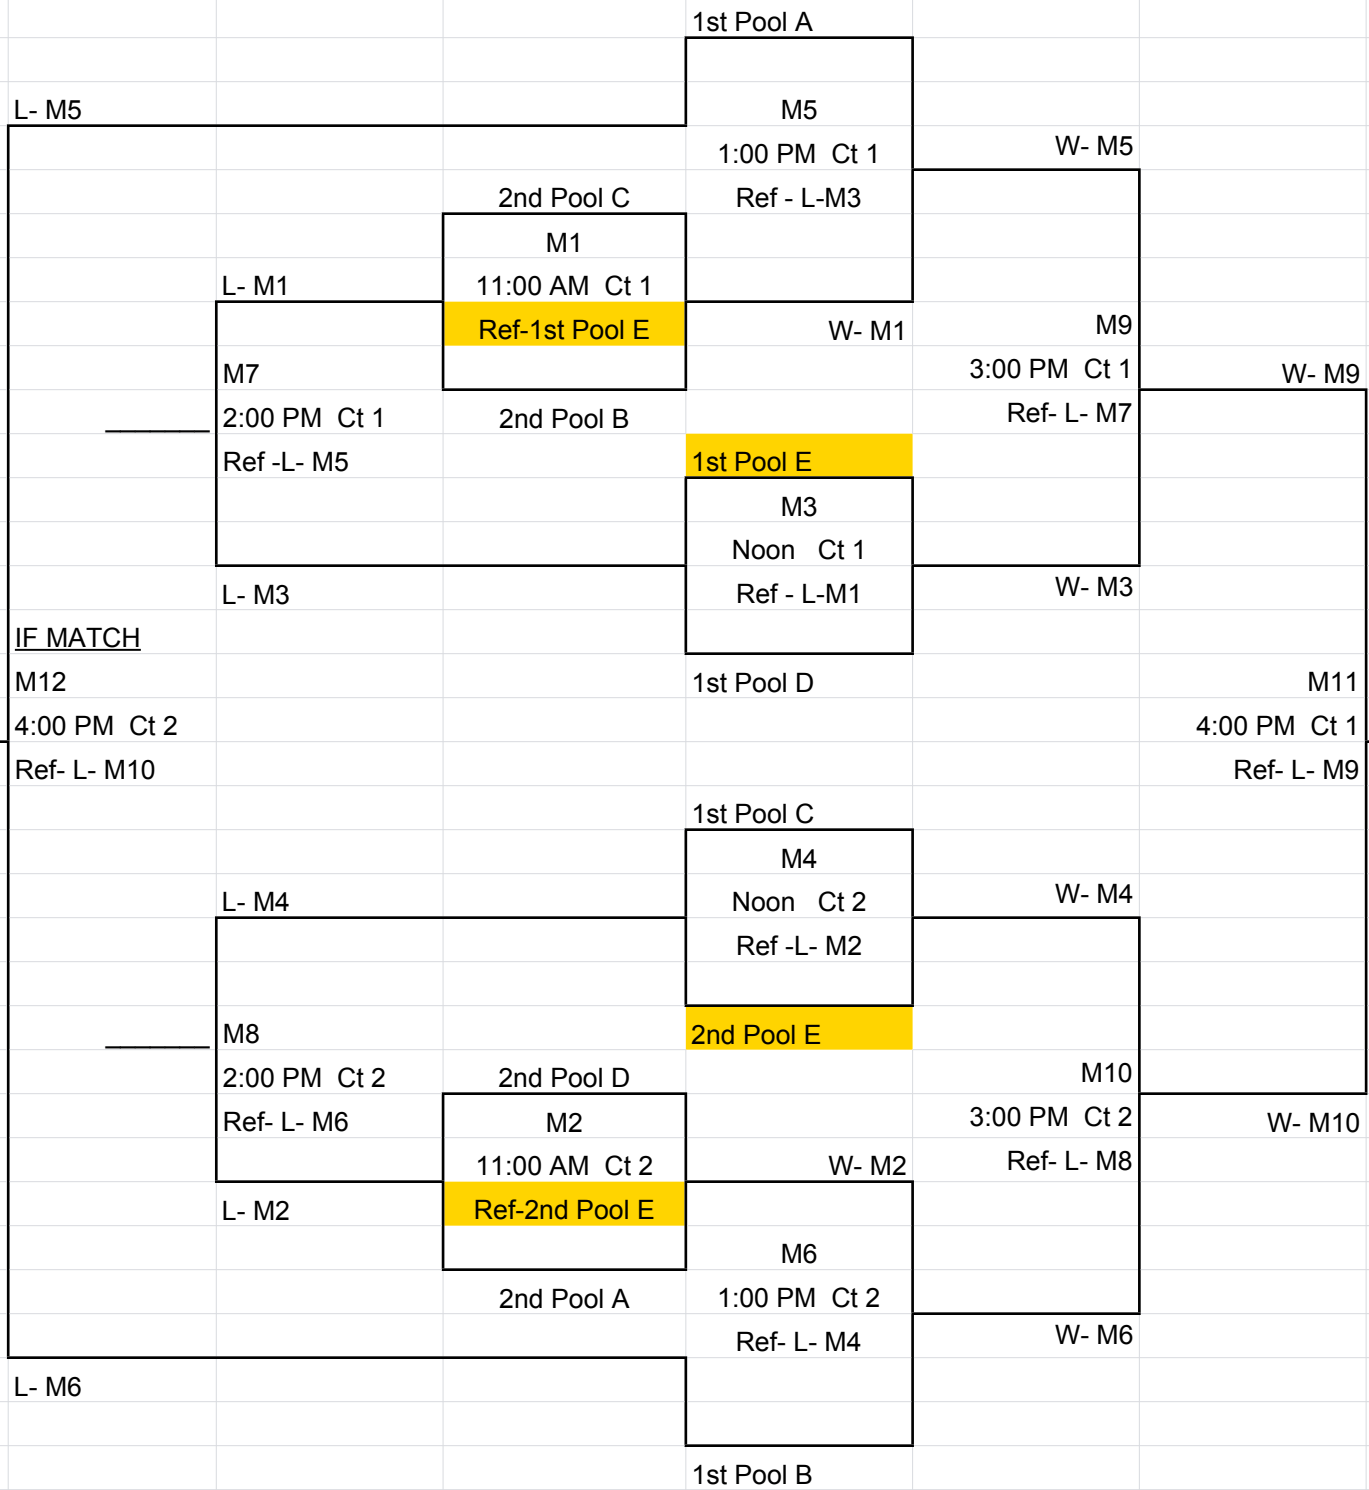 1st Pool A
L- M5
M5
1:00 PM  Ct 1
Ref - L-M3
W- M5
2nd Pool C
M1
11:00 AM  Ct 1
Ref-1st Pool E
L- M1
W- M1
M7
2:00 PM  Ct 1
Ref -L- M5
_______
2nd Pool B
M9
3:00 PM  Ct 1
Ref- L- M7
W- M9
1st Pool E
M3
Noon   Ct 1
Ref - L-M1
L- M3
W- M3
1st Pool D
IF MATCH
M12
4:00 PM  Ct 2
Ref- L- M10
M11
4:00 PM  Ct 1
Ref- L- M9
1st Pool C
M4
Noon   Ct 2
Ref -L- M2
L- M4
W- M4
2nd Pool E
_______
M8
2:00 PM  Ct 2
Ref- L- M6
2nd Pool D
M2
11:00 AM  Ct 2
Ref-2nd Pool E
W- M2
M10
3:00 PM  Ct 2
Ref- L- M8
W- M10
L- M2
2nd Pool A
M6
1:00 PM  Ct 2
Ref- L- M4
W- M6
L- M6
1st Pool B